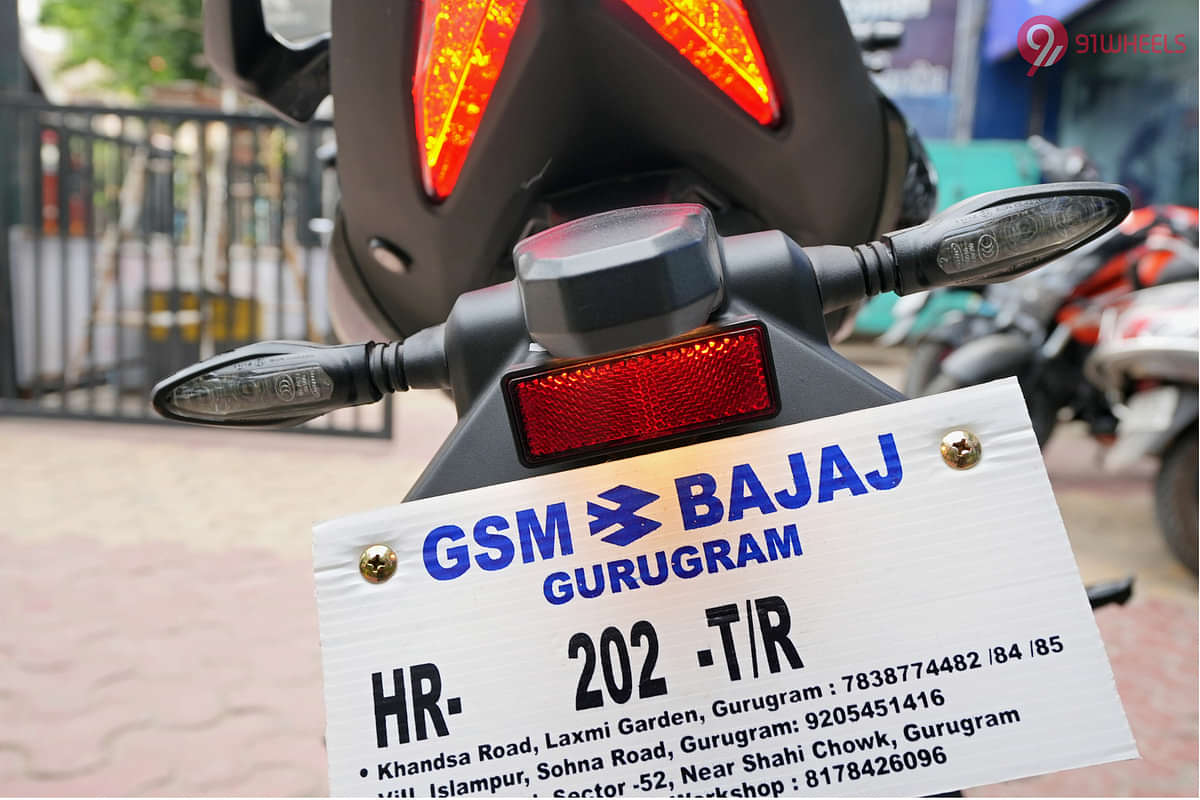 91WHEELS
GSM BAJAJ
GURUGRAM
HR- 202 -T/R
• Khandsa Road, Laxmi Garden, Gurugram : 7838774482 /84 /85
Vill. Islampur, Sohna Road, Gurugram: 9205451416
Sector -52, Near Shahi Chowk, Gurugram
Workshop : 8178426096